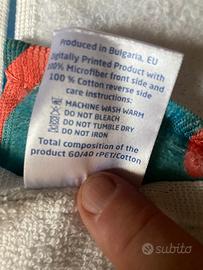 Produced in Bulgaria, EU
Digitally Printed Product with
100% Microfiber front side and
100 % Cotton reverse side
care instructions:
MACHINE WASH WARM
DO NOT BLEACH
DO NOT TUMBLE DRY
DO NOT IRON
Total composition of the
product 60/40 rPET/Cotton
subito